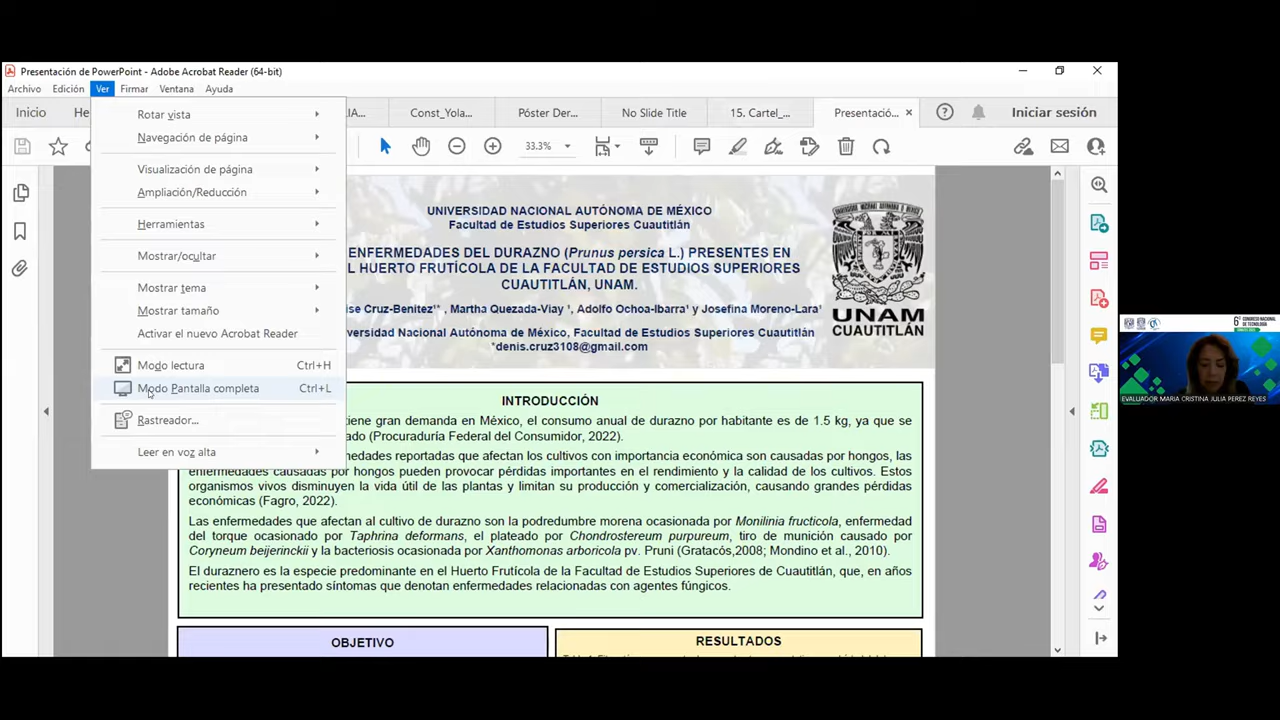 Presentación de PowerPoint - Adobe Acrobat Reader (64-bit)
Archivo Edición Ver Firmar Ventana Ayuda
Inicio He Const_Yola... Póster Der... No Slide Title 15. Cartel_... Presentació... Iniciar sesión
33.3%
Rotar vista
Navegación de página
Visualización de página
Ampliación/Reducción
Herramientas
Mostrar/ocultar
Mostrar tema
Mostrar tamaño
Activar el nuevo Acrobat Reader
Modo lectura Ctrl+H
Modo Pantalla completa Ctrl+L
Rastreador...
Leer en voz alta
UNIVERSIDAD NACIONAL AUTÓNOMA DE MÉXICO
Facultad de Estudios Superiores Cuautitlán
ENFERMEDADES DEL DURAZNO (Prunus persica L.) PRESENTES EN
L HUERTO FRUTÍCOLA DE LA FACULTAD DE ESTUDIOS SUPERIORES
CUAUTITLÁN, UNAM.
ise Cruz-Benitez¹* , Martha Quezada-Viay ¹, Adolfo Ochoa-Ibarra¹ y Josefina Moreno-Lara¹
versidad Nacional Autónoma de México, Facultad de Estudios Superiores Cuautitlán
*denis.cruz3108@gmail.com
UNAM
CUAUTITLÁN
INTRODUCCIÓN
tiene gran demanda en México, el consumo anual de durazno por habitante es de 1.5 kg, ya que se
ado (Procuraduría Federal del Consumidor, 2022).
medades reportadas que afectan los cultivos con importancia económica son causadas por hongos, las
enfermedades causadas por hongos pueden provocar pérdidas importantes en el rendimiento y la calidad de los cultivos. Estos
organismos vivos disminuyen la vida útil de las plantas y limitan su producción y comercialización, causando grandes pérdidas
económicas (Fagro, 2022).
Las enfermedades que afectan al cultivo de durazno son la podredumbre morena ocasionada por Monilinia fructicola, enfermedad
del torque ocasionado por Taphrina deformans, el plateado por Chondrostereum purpureum, tiro de munición causado por
Coryneum beijerinckii y la bacteriosis ocasionada por Xanthomonas arboricola pv. Pruni (Gratacós,2008; Mondino et al., 2010).
El duraznero es la especie predominante en el Huerto Frutícola de la Facultad de Estudios Superiores de Cuautitlán, que, en años
recientes ha presentado síntomas que denotan enfermedades relacionadas con agentes fúngicos.
OBJETIVO
RESULTADOS
6° CONGRESO NACIONAL
DE TECNOLOGÍA
EVALUADOR MARIA CRISTINA JULIA PEREZ REYES